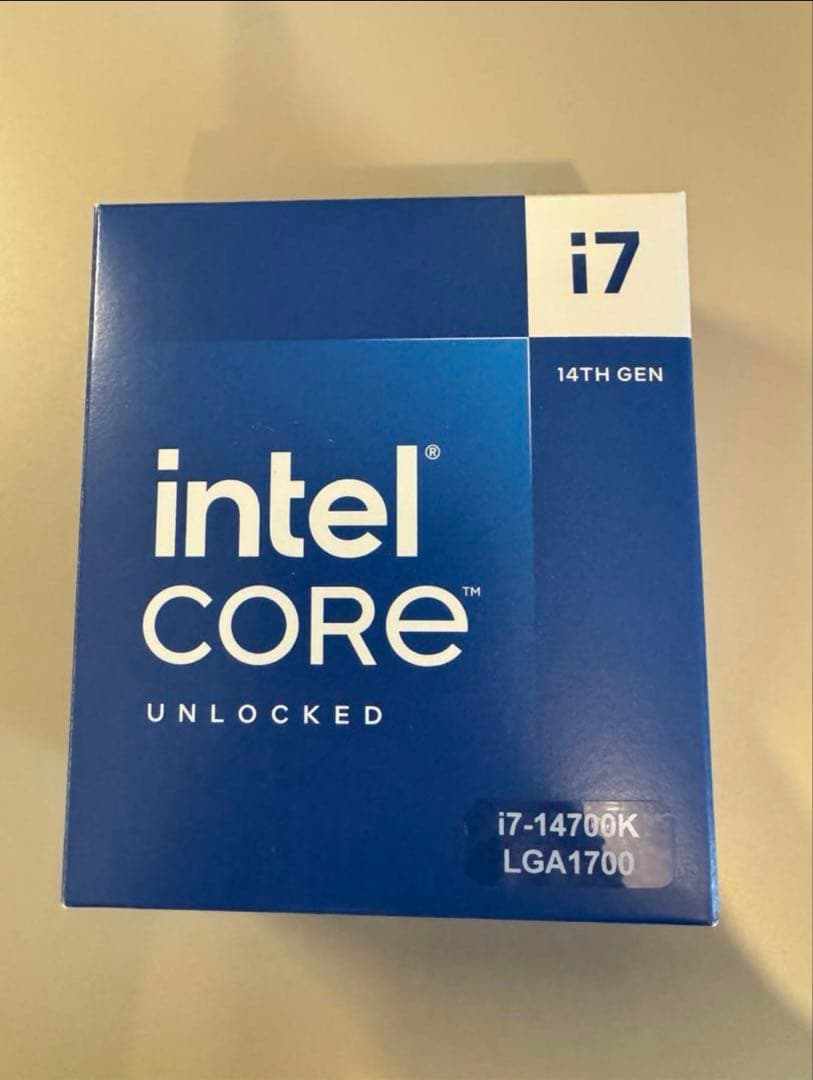 i7
14TH GEN
intel®
CORe™
UNLOCKED
i7-14700K
LGA1700